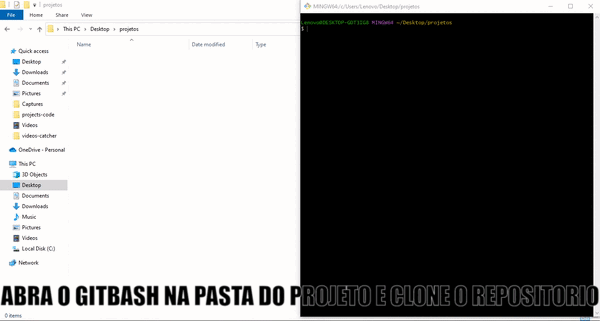 projetos
File Home Share View
This PC > Desktop > projetos
Name
Date modified
Type
Quick access
Desktop
Downloads
Documents
Pictures
Captures
projects-code
Videos
videos-catcher
OneDrive - Personal
This PC
3D Objects
Desktop
Documents
Downloads
Music
Pictures
Videos
Local Disk (C:)
Network
0 items
MINGW64:/c/Users/Lenovo/Desktop/projetos
MINGW64 ~/Desktop/projetos
$
ABRA O GITBASH NA PASTA DO PROJETO E CLONE O REPOSITORIO